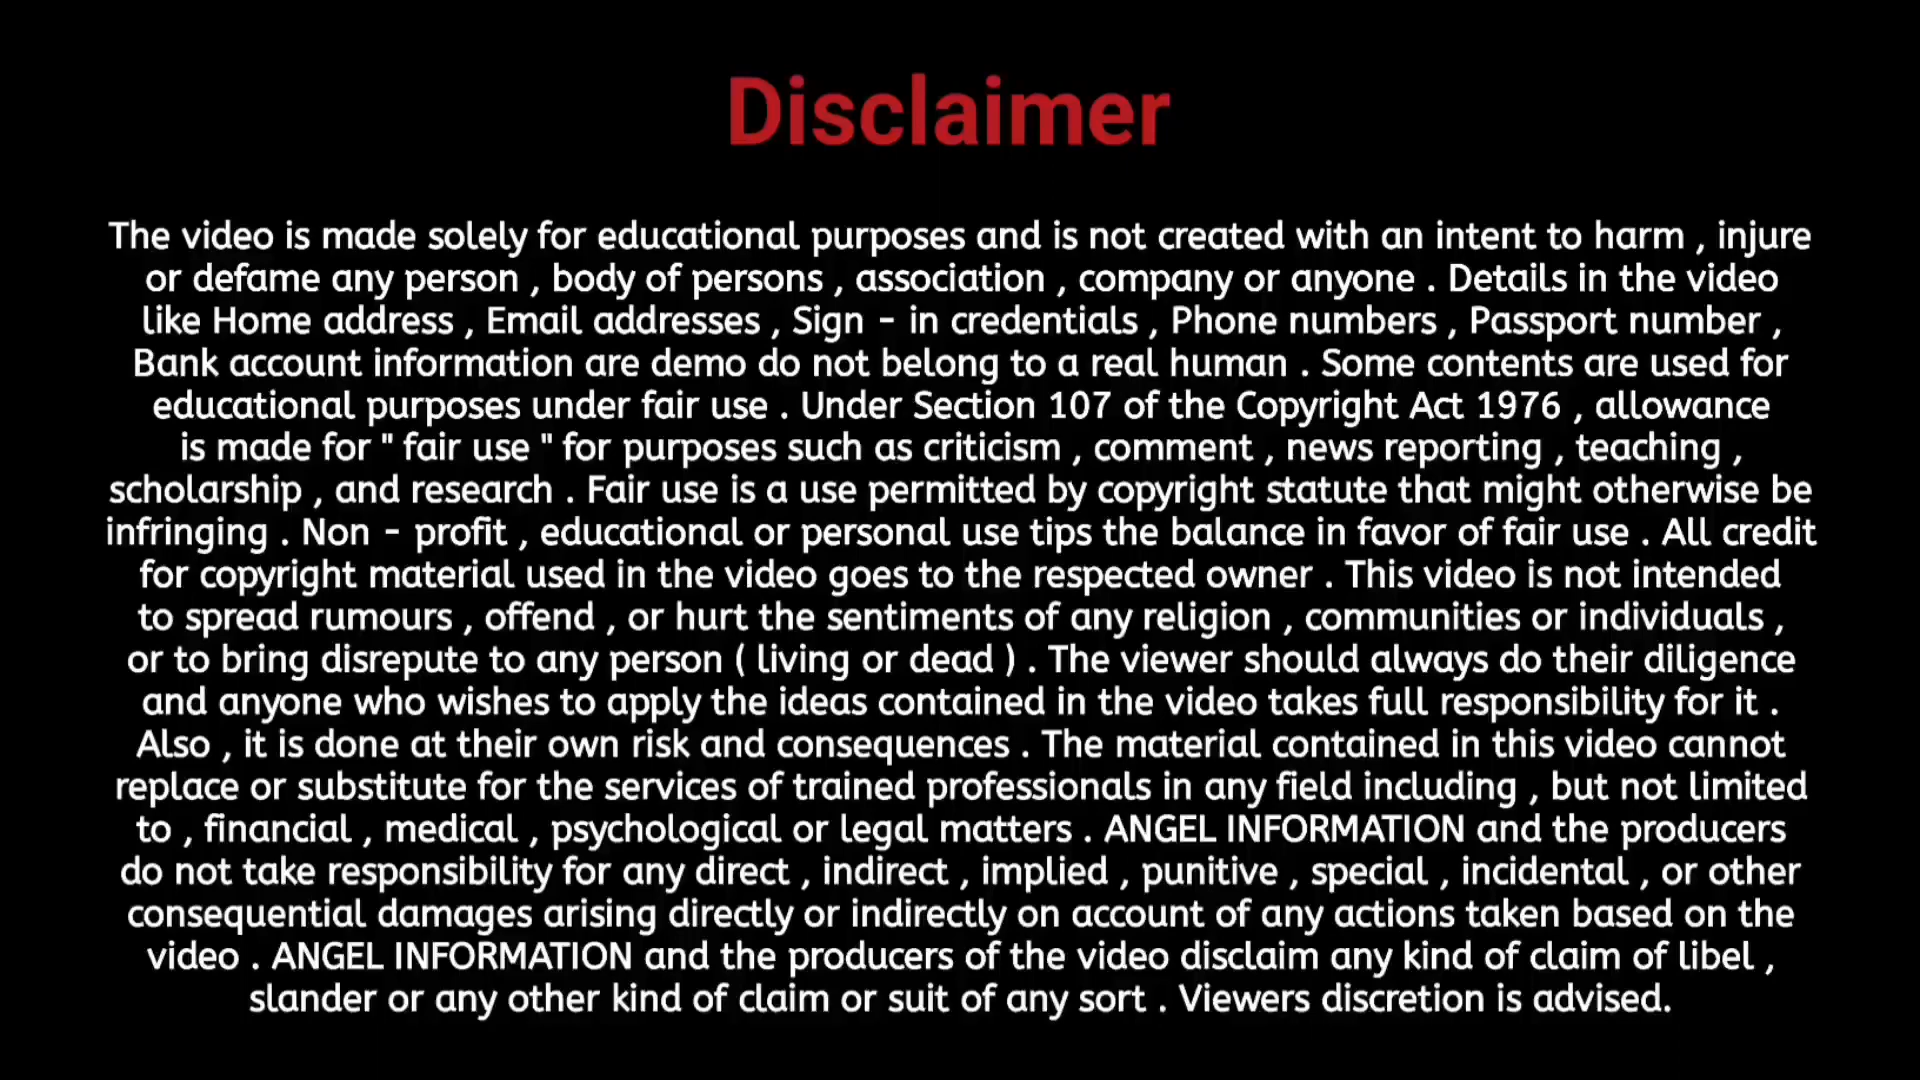 Disclaimer
The video is made solely for educational purposes and is not created with an intent to harm , injure
or defame any person , body of persons , association , company or anyone . Details in the video
like Home address , Email addresses , Sign - in credentials , Phone numbers , Passport number ,
Bank account information are demo do not belong to a real human . Some contents are used for
educational purposes under fair use . Under Section 107 of the Copyright Act 1976 , allowance
is made for " fair use " for purposes such as criticism , comment , news reporting , teaching ,
scholarship , and research . Fair use is a use permitted by copyright statute that might otherwise be
infringing . Non - profit , educational or personal use tips the balance in favor of fair use . All credit
for copyright material used in the video goes to the respected owner . This video is not intended
to spread rumours , offend , or hurt the sentiments of any religion , communities or individuals ,
or to bring disrepute to any person ( living or dead ) . The viewer should always do their diligence
and anyone who wishes to apply the ideas contained in the video takes full responsibility for it .
Also , it is done at their own risk and consequences . The material contained in this video cannot
replace or substitute for the services of trained professionals in any field including , but not limited
to , financial , medical , psychological or legal matters . ANGEL INFORMATION and the producers
do not take responsibility for any direct , indirect , implied , punitive , special , incidental , or other
consequential damages arising directly or indirectly on account of any actions taken based on the
video . ANGEL INFORMATION and the producers of the video disclaim any kind of claim of libel ,
slander or any other kind of claim or suit of any sort . Viewers discretion is advised.